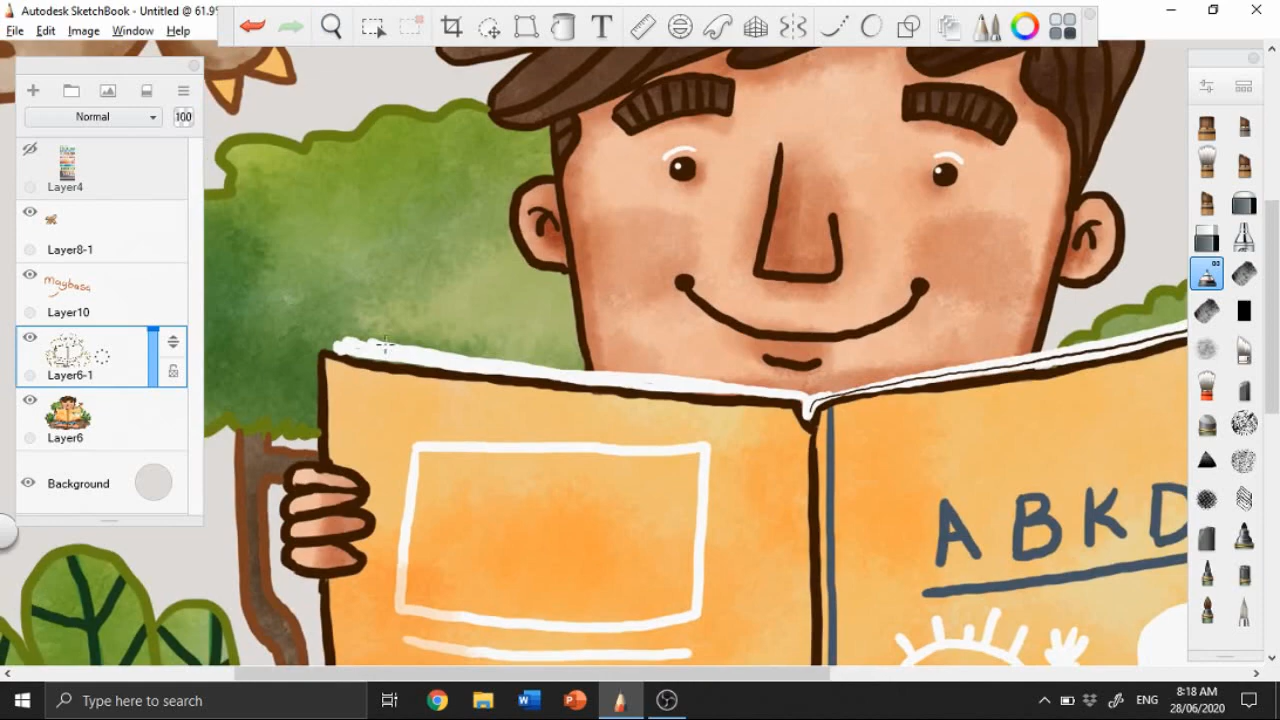 Autodesk SketchBook - Untitled @ 61.9%
File Edit Image Window Help
Normal 100
Layer4
Layer8-1
Maybasa
Layer10
Layer6-1
Layer6
Background
A B K D
Type here to search
ENG
8:18 AM
28/06/2020